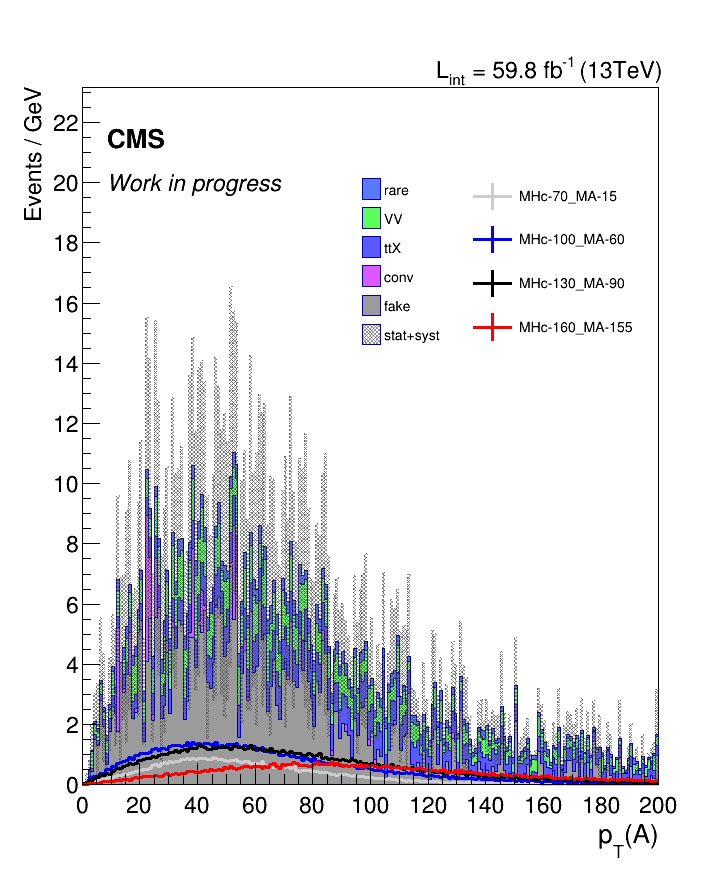 L_int = 59.8 fb^-1 (13TeV)
Events / GeV
22
20
18
16
14
12
10
8
6
4
2
0
CMS
Work in progress
rare
VV
ttX
conv
fake
stat+syst
MHc-70_MA-15
MHc-100_MA-60
MHc-130_MA-90
MHc-160_MA-155
0 20 40 60 80 100 120 140 160 180 200
p_T(A)